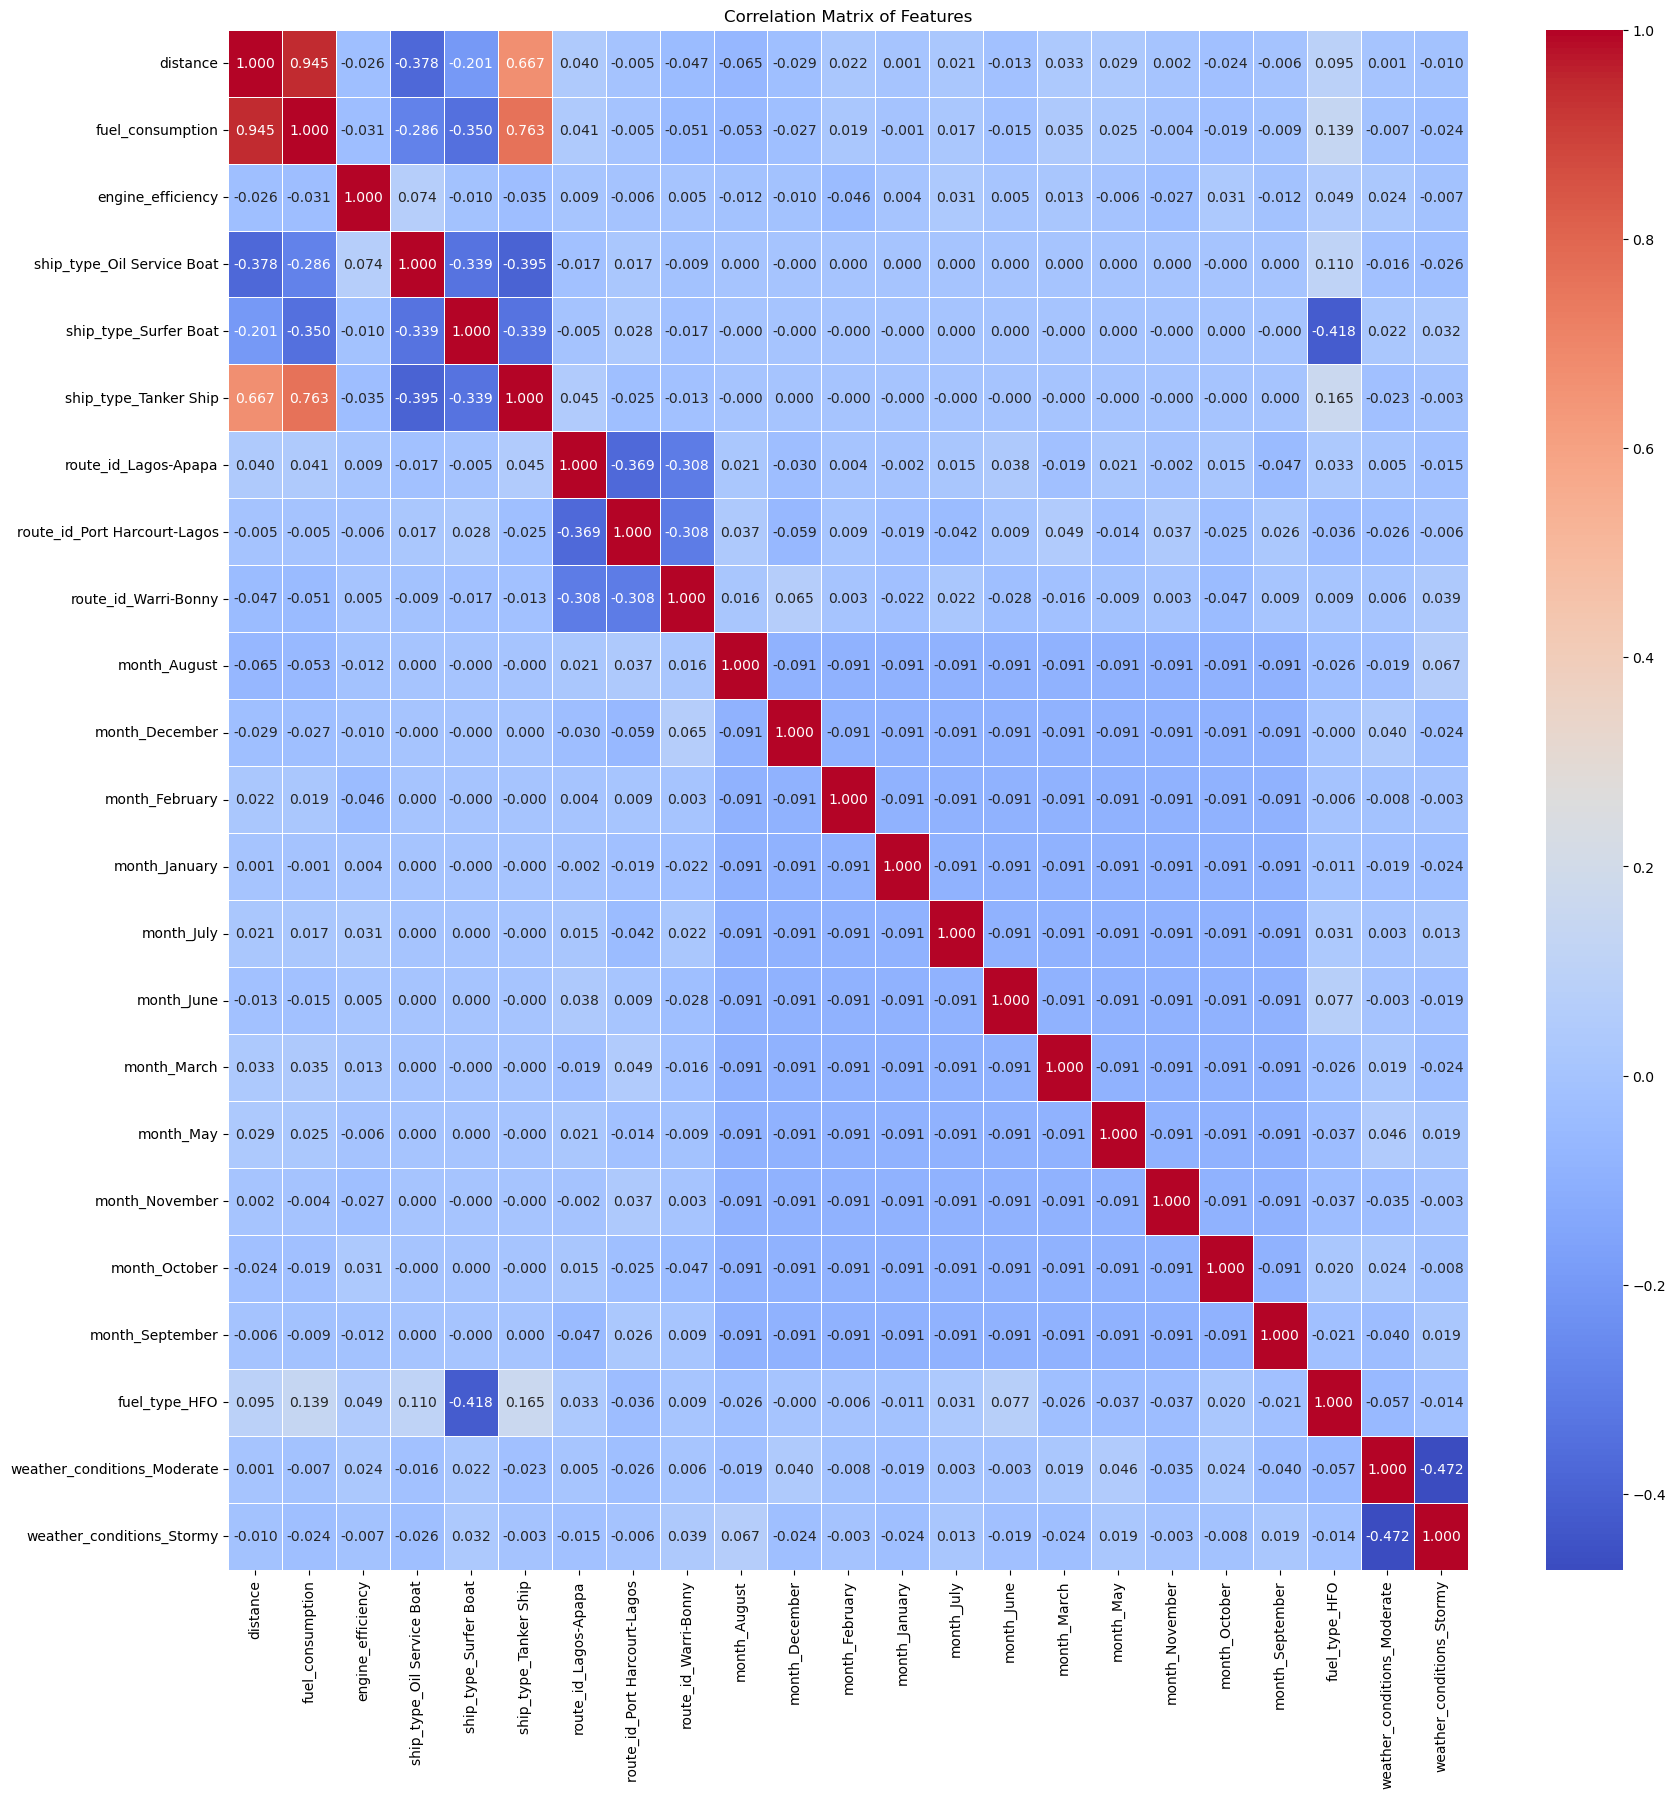 Correlation Matrix of Features
distance 1.000 0.945 -0.026 -0.378 -0.201 0.667 0.040 -0.005 -0.047 -0.065 -0.029 0.022 0.001 0.021 -0.013 0.033 0.029 0.002 -0.024 -0.006 0.095 0.001 -0.010
fuel_consumption 0.945 1.000 -0.031 -0.286 -0.350 0.763 0.041 -0.005 -0.051 -0.053 -0.027 0.019 -0.001 0.017 -0.015 0.035 0.025 -0.004 -0.019 -0.009 0.139 -0.007 -0.024
engine_efficiency -0.026 -0.031 1.000 0.074 -0.010 -0.035 0.009 -0.006 0.005 -0.012 -0.010 -0.046 0.004 0.031 0.005 0.013 -0.006 -0.027 0.031 -0.012 0.049 0.024 -0.007
ship_type_Oil Service Boat -0.378 -0.286 0.074 1.000 -0.339 -0.395 -0.017 0.017 -0.009 0.000 -0.000 0.000 0.000 0.000 0.000 0.000 0.000 0.000 -0.000 0.000 0.110 -0.016 -0.026
ship_type_Surfer Boat -0.201 -0.350 -0.010 -0.339 1.000 -0.339 -0.005 0.028 -0.017 -0.000 -0.000 -0.000 -0.000 0.000 0.000 -0.000 0.000 -0.000 0.000 -0.000 -0.418 0.022 0.032
ship_type_Tanker Ship 0.667 0.763 -0.035 -0.395 -0.339 1.000 0.045 -0.025 -0.013 -0.000 0.000 -0.000 -0.000 -0.000 -0.000 -0.000 -0.000 -0.000 -0.000 0.000 0.165 -0.023 -0.003
route_id_Lagos-Apapa 0.040 0.041 0.009 -0.017 -0.005 0.045 1.000 -0.369 -0.308 0.021 -0.030 0.004 -0.002 0.015 0.038 -0.019 0.021 -0.002 0.015 -0.047 0.033 0.005 -0.015
route_id_Port Harcourt-Lagos -0.005 -0.005 -0.006 0.017 0.028 -0.025 -0.369 1.000 -0.308 0.037 -0.059 0.009 -0.019 -0.042 0.009 0.049 -0.014 0.037 -0.025 0.026 -0.036 -0.026 -0.006
route_id_Warri-Bonny -0.047 -0.051 0.005 -0.009 -0.017 -0.013 -0.308 -0.308 1.000 0.016 0.065 0.003 -0.022 0.022 -0.028 -0.016 -0.009 0.003 -0.047 0.009 0.009 0.006 0.039
month_August -0.065 -0.053 -0.012 0.000 -0.000 -0.000 0.021 0.037 0.016 1.000 -0.091 -0.091 -0.091 -0.091 -0.091 -0.091 -0.091 -0.091 -0.091 -0.091 -0.026 -0.019 0.067
month_December -0.029 -0.027 -0.010 -0.000 -0.000 0.000 -0.030 -0.059 0.065 -0.091 1.000 -0.091 -0.091 -0.091 -0.091 -0.091 -0.091 -0.091 -0.091 -0.091 -0.000 0.040 -0.024
month_February 0.022 0.019 -0.046 0.000 -0.000 -0.000 0.004 0.009 0.003 -0.091 -0.091 1.000 -0.091 -0.091 -0.091 -0.091 -0.091 -0.091 -0.091 -0.091 -0.006 -0.008 -0.003
month_January 0.001 -0.001 0.004 0.000 -0.000 -0.000 -0.002 -0.019 -0.022 -0.091 -0.091 -0.091 1.000 -0.091 -0.091 -0.091 -0.091 -0.091 -0.091 -0.091 -0.011 -0.019 -0.024
month_July 0.021 0.017 0.031 0.000 0.000 -0.000 0.015 -0.042 0.022 -0.091 -0.091 -0.091 -0.091 1.000 -0.091 -0.091 -0.091 -0.091 -0.091 -0.091 0.031 0.003 0.013
month_June -0.013 -0.015 0.005 0.000 0.000 -0.000 0.038 0.009 -0.028 -0.091 -0.091 -0.091 -0.091 -0.091 1.000 -0.091 -0.091 -0.091 -0.091 -0.091 0.077 -0.003 -0.019
month_March 0.033 0.035 0.013 0.000 -0.000 -0.000 -0.019 0.049 -0.016 -0.091 -0.091 -0.091 -0.091 -0.091 -0.091 1.000 -0.091 -0.091 -0.091 -0.091 -0.026 0.019 -0.024
month_May 0.029 0.025 -0.006 0.000 0.000 -0.000 0.021 -0.014 -0.009 -0.091 -0.091 -0.091 -0.091 -0.091 -0.091 -0.091 1.000 -0.091 -0.091 -0.091 -0.037 0.046 0.019
month_November 0.002 -0.004 -0.027 0.000 -0.000 -0.000 -0.002 0.037 0.003 -0.091 -0.091 -0.091 -0.091 -0.091 -0.091 -0.091 -0.091 1.000 -0.091 -0.091 -0.037 -0.035 -0.003
month_October -0.024 -0.019 0.031 -0.000 0.000 -0.000 0.015 -0.025 -0.047 -0.091 -0.091 -0.091 -0.091 -0.091 -0.091 -0.091 -0.091 -0.091 1.000 -0.091 0.020 0.024 -0.008
month_September -0.006 -0.009 -0.012 0.000 -0.000 0.000 -0.047 0.026 0.009 -0.091 -0.091 -0.091 -0.091 -0.091 -0.091 -0.091 -0.091 -0.091 -0.091 1.000 -0.021 -0.040 0.019
fuel_type_HFO 0.095 0.139 0.049 0.110 -0.418 0.165 0.033 -0.036 0.009 -0.026 -0.000 -0.006 -0.011 0.031 0.077 -0.026 -0.037 -0.037 0.020 -0.021 1.000 -0.057 -0.014
weather_conditions_Moderate 0.001 -0.007 0.024 -0.016 0.022 -0.023 0.005 -0.026 0.006 -0.019 0.040 -0.008 -0.019 0.003 -0.003 0.019 0.046 -0.035 0.024 -0.040 -0.057 1.000 -0.472
weather_conditions_Stormy -0.010 -0.024 -0.007 -0.026 0.032 -0.003 -0.015 -0.006 0.039 0.067 -0.024 -0.003 -0.024 0.013 -0.019 -0.024 0.019 -0.003 -0.008 0.019 -0.014 -0.472 1.000
distance
fuel_consumption
engine_efficiency
ship_type_Oil Service Boat
ship_type_Surfer Boat
ship_type_Tanker Ship
route_id_Lagos-Apapa
route_id_Port Harcourt-Lagos
route_id_Warri-Bonny
month_August
month_December
month_February
month_January
month_July
month_June
month_March
month_May
month_November
month_October
month_September
fuel_type_HFO
weather_conditions_Moderate
weather_conditions_Stormy
1.0
0.8
0.6
0.4
0.2
0.0
−0.2
−0.4